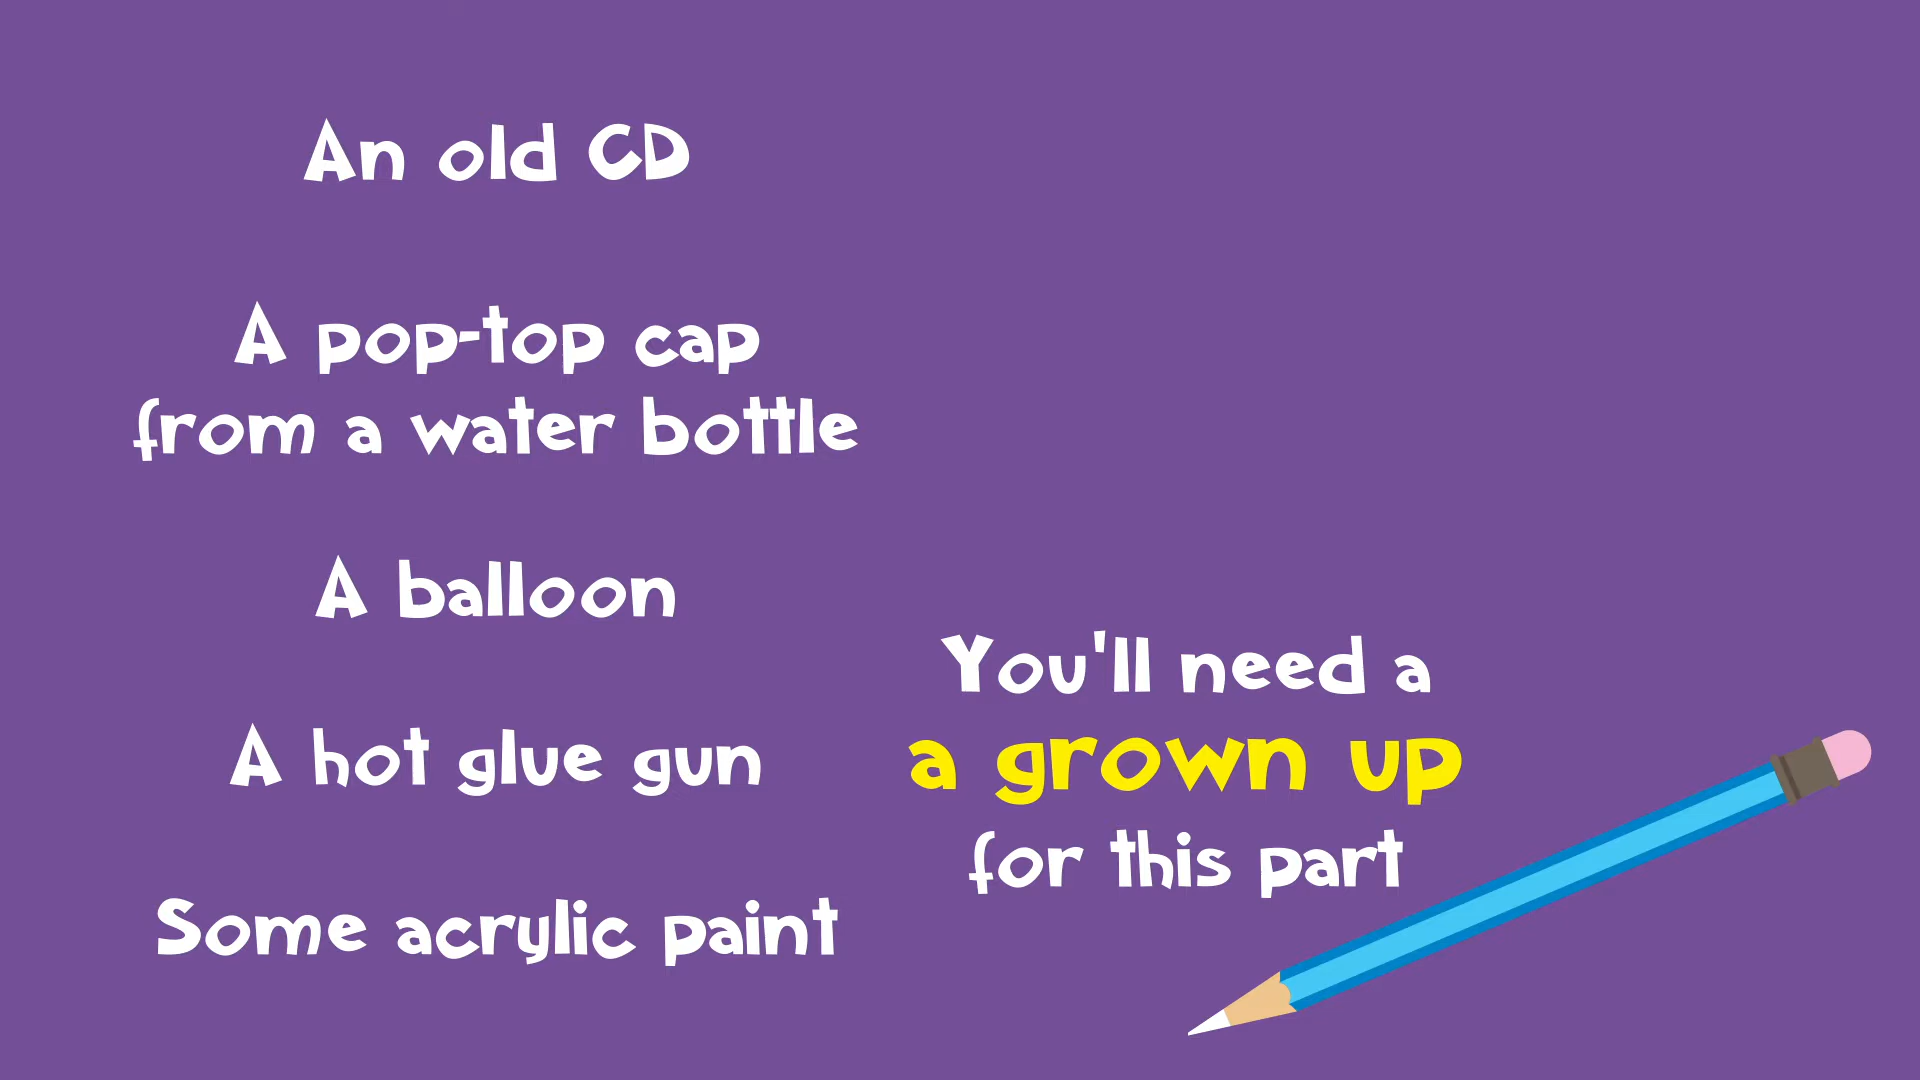 An old CD
A pop-top cap
from a water bottle
A balloon
A hot glue gun
Some acrylic paint
You'll need a
a grown up
for this part